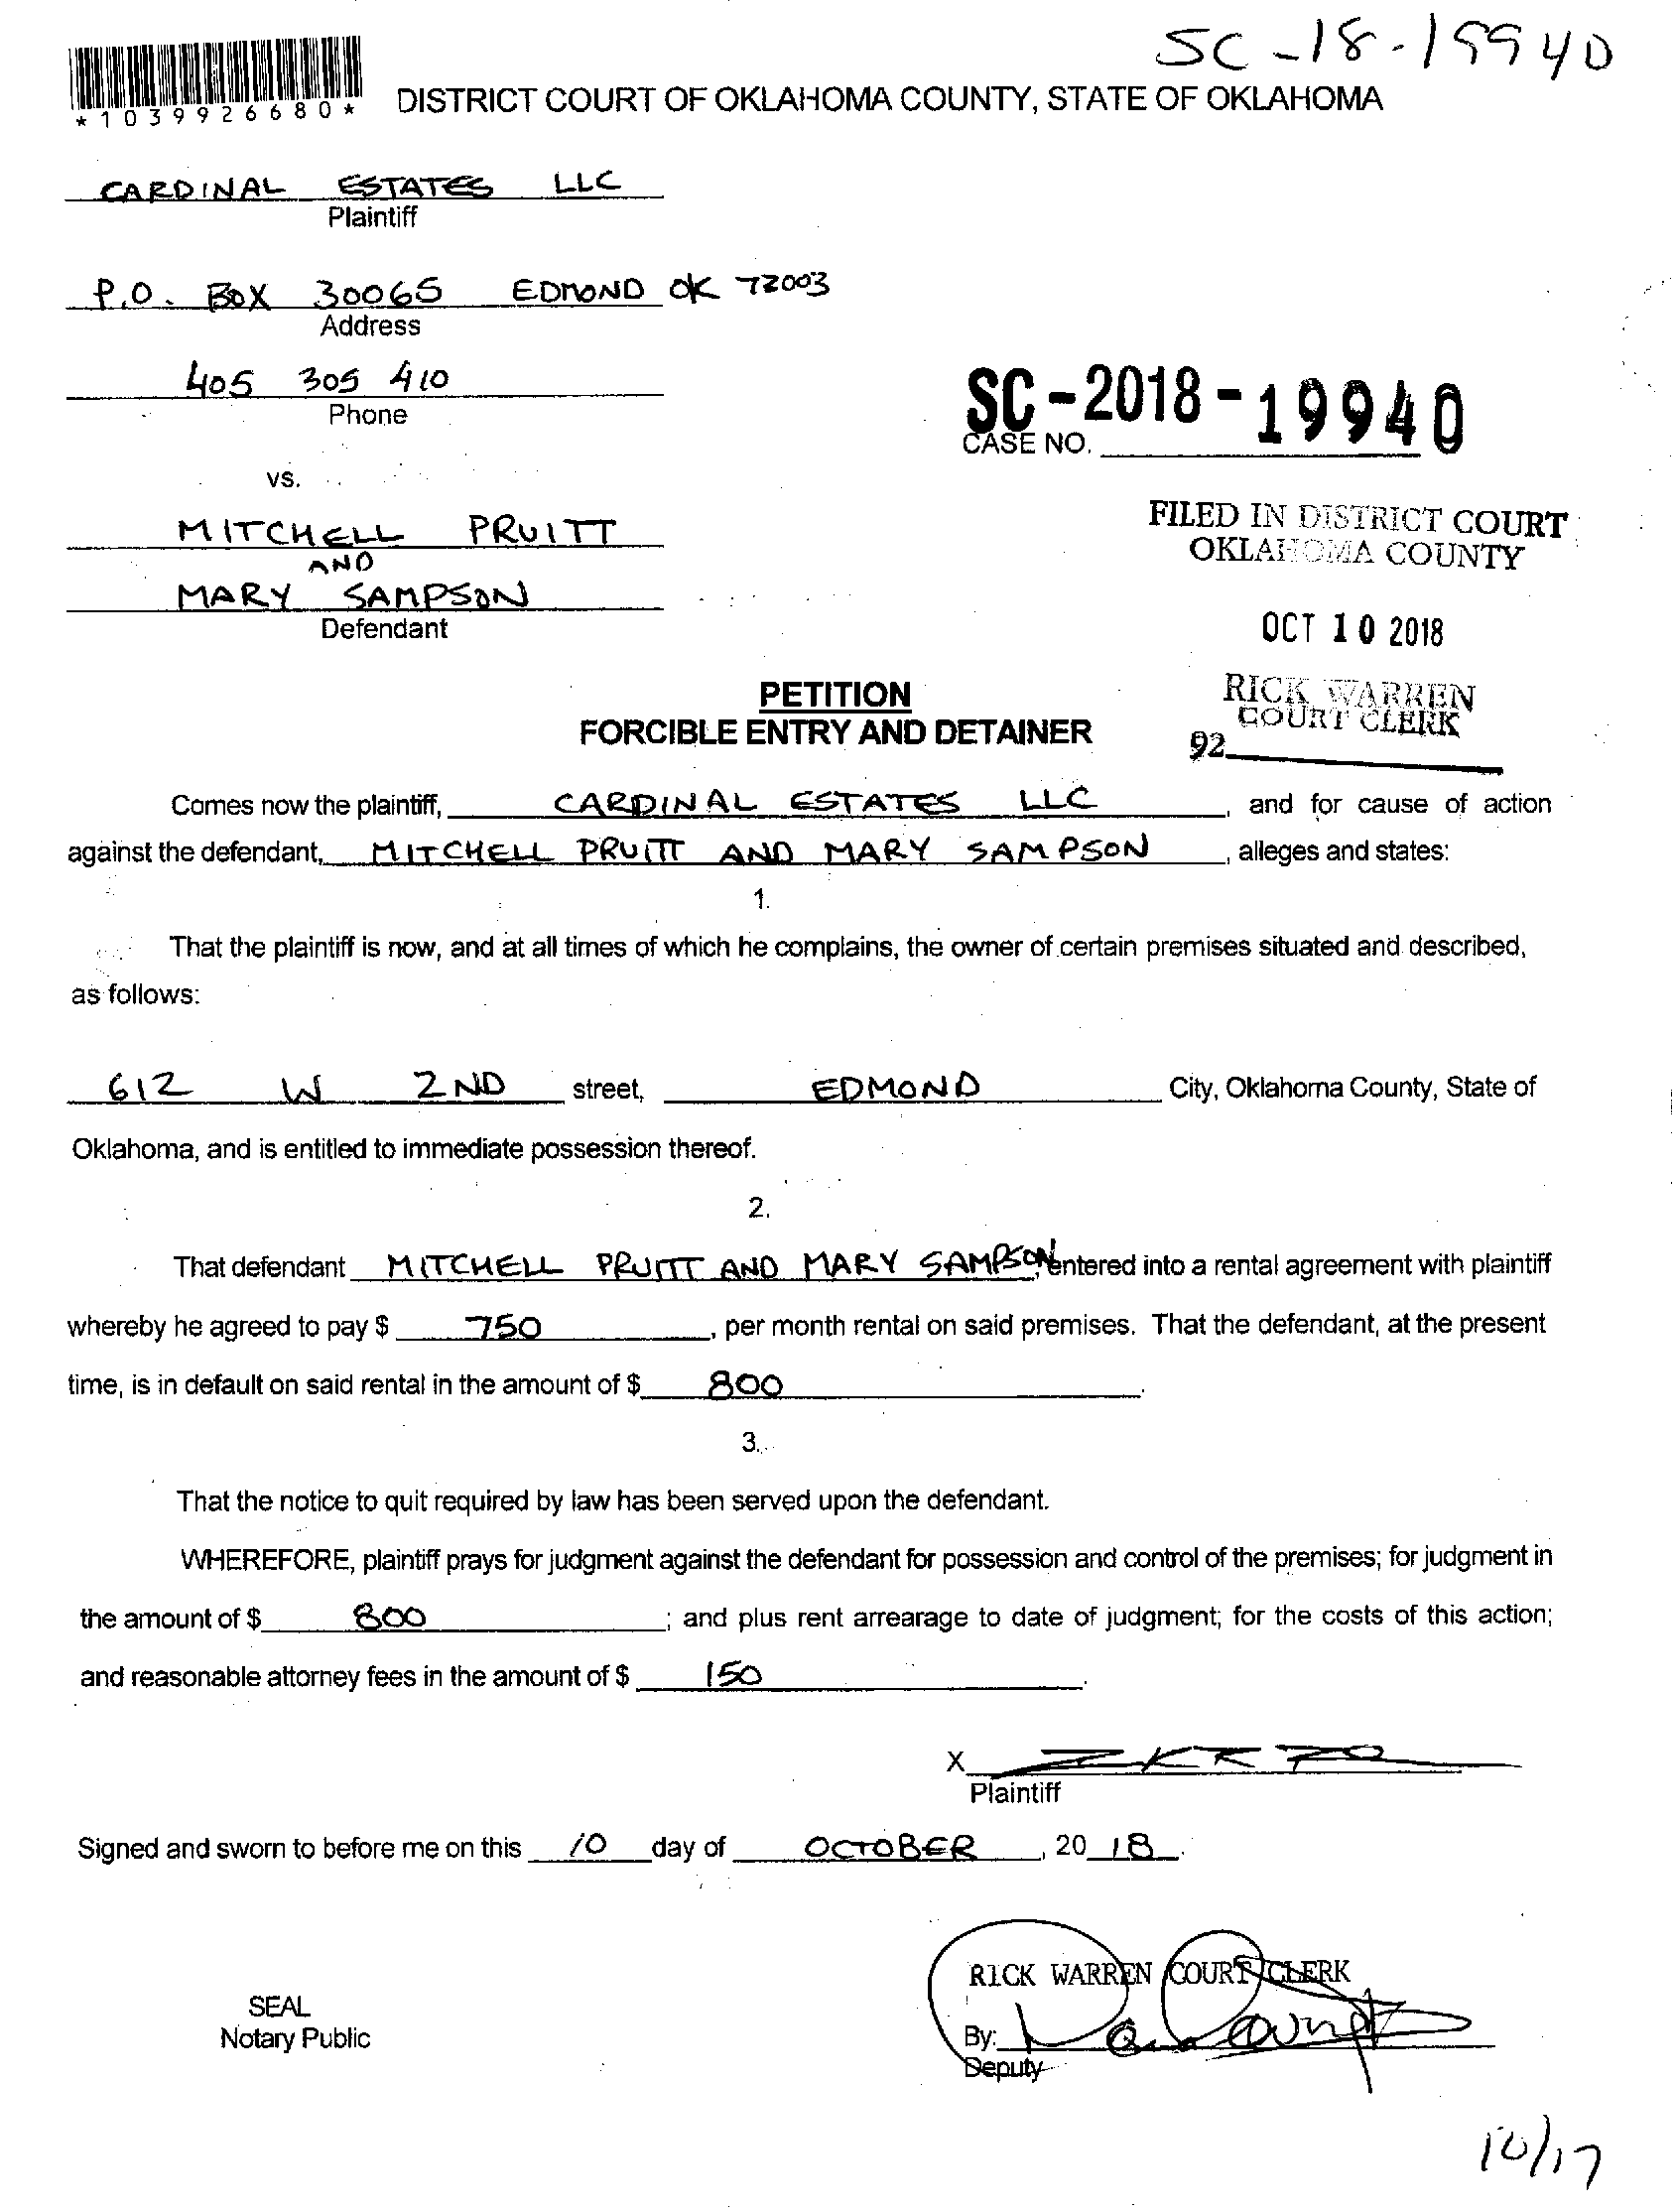 SC-18-19940
*1039926680*
DISTRICT COURT OF OKLAHOMA COUNTY, STATE OF OKLAHOMA
CARDINAL ESTATES LLC
Plaintiff
P.O. BOX 30065 EDMOND OK 73003
Address
405 305 410
Phone
SC-2018-19940
CASE NO.
vs.
MITCHELL PRUITT
AND
MARY SAMPSON
Defendant
FILED IN DISTRICT COURT
OKLAHOMA COUNTY
OCT 10 2018
RICK WARREN
COURT CLERK
92
PETITION
FORCIBLE ENTRY AND DETAINER
Comes now the plaintiff, CARDINAL ESTATES LLC, and for cause of action
against the defendant, MITCHELL PRUITT AND MARY SAMPSON, alleges and states:
1.
That the plaintiff is now, and at all times of which he complains, the owner of certain premises situated and described,
as follows:
612 W 2ND street, EDMOND City, Oklahoma County, State of
Oklahoma, and is entitled to immediate possession thereof.
2.
That defendant MITCHELL PRUITT AND MARY SAMPSON, entered into a rental agreement with plaintiff
whereby he agreed to pay $ 750, per month rental on said premises. That the defendant, at the present
time, is in default on said rental in the amount of $ 800.
3.
That the notice to quit required by law has been served upon the defendant.
WHEREFORE, plaintiff prays for judgment against the defendant for possession and control of the premises; for judgment in
the amount of $ 800; and plus rent arrearage to date of judgment; for the costs of this action;
and reasonable attorney fees in the amount of $ 150.
X
Plaintiff
Signed and sworn to before me on this 10 day of OCTOBER, 20 18.
RICK WARREN COURT CLERK
SEAL
Notary Public
By:
Deputy
10/17